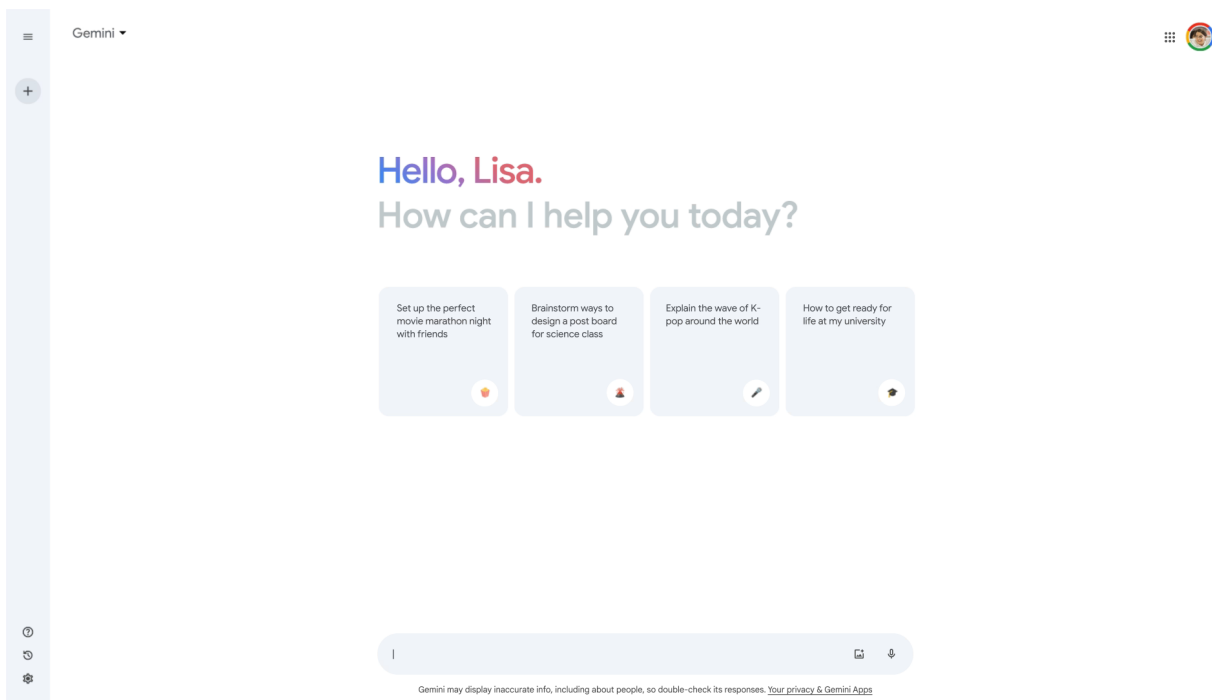 Gemini
Hello, Lisa.
How can I help you today?
Set up the perfect
movie marathon night
with friends
Brainstorm ways to
design a post board
for science class
Explain the wave of K-
pop around the world
How to get ready for
life at my university
Gemini may display inaccurate info, including about people, so double-check its responses. Your privacy & Gemini Apps